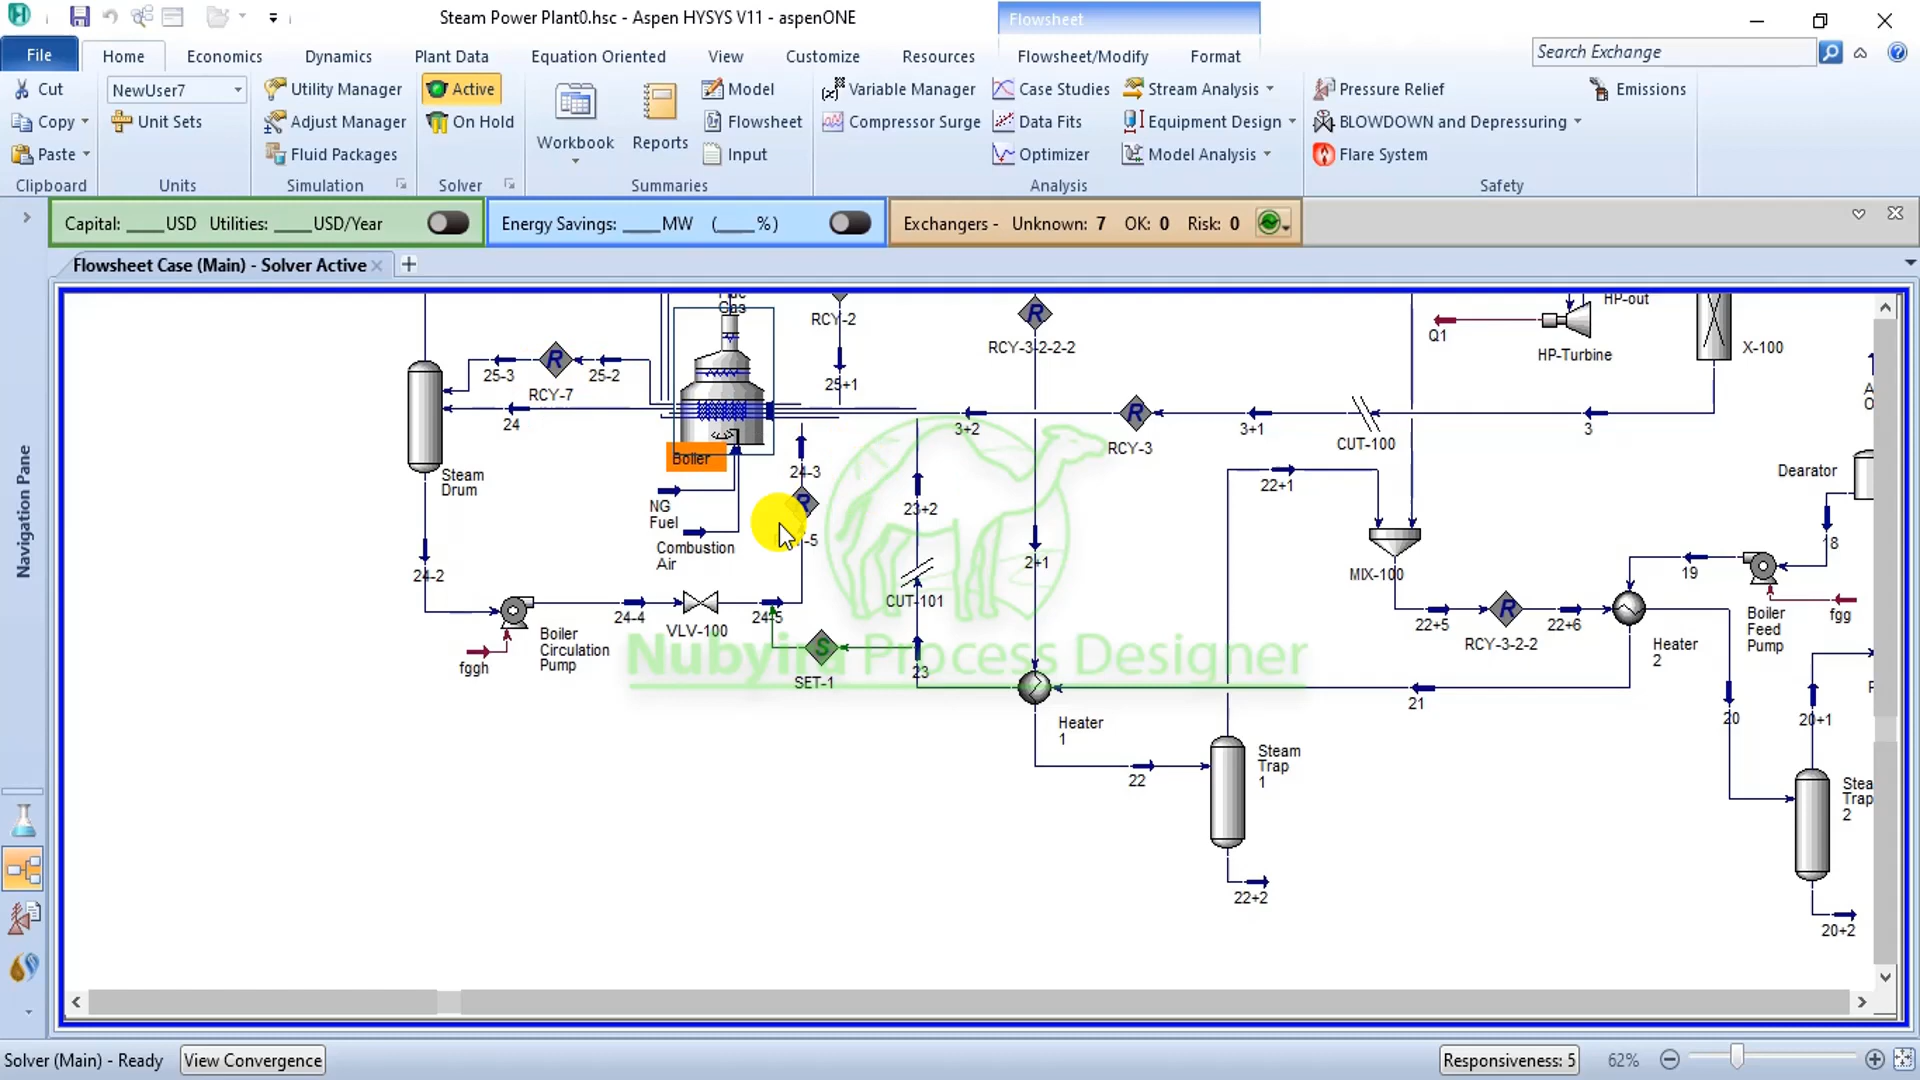 Steam Power Plant0.hsc - Aspen HYSYS V11 - aspenONE
Flowsheet
File
Home
Economics
Dynamics
Plant Data
Equation Oriented
View
Customize
Resources
Flowsheet/Modify
Format
Search Exchange
Cut
Copy
Paste
Clipboard
NewUser7
Unit Sets
Units
Utility Manager
Adjust Manager
Fluid Packages
Simulation
Active
On Hold
Solver
Workbook
Reports
Model
Flowsheet
Input
Summaries
Variable Manager
Compressor Surge
Case Studies
Data Fits
Optimizer
Stream Analysis
Equipment Design
Model Analysis
Analysis
Pressure Relief
BLOWDOWN and Depressuring
Flare System
Emissions
Safety
Capital: ____USD Utilities: ____USD/Year
Energy Savings: ____MW (____%)
Exchangers - Unknown: 7 OK: 0 Risk: 0
Flowsheet Case (Main) - Solver Active
Navigation Pane
Gas
RCY-2
25+1
RCY-3-2-2-2
HP-out
Q1
HP-Turbine
X-100
25-3
RCY-7
25-2
24
3+2
RCY-3
3+1
CUT-100
3
Boiler
24-3
Steam
Drum
NG
Fuel
Combustion
Air
23+2
22+1
Dearator
18
24-2
2+1
MIX-100
19
CUT-101
24-4
VLV-100
24-5
Boiler
Circulation
Pump
fggh
SET-1
23
22+5
RCY-3-2-2
22+6
Heater
2
Boiler
Feed
Pump
fgg
Nubyira Process Designer
Heater
1
21
20
20+1
22
Steam
Trap
1
22+2
Trap
2
20+2
Solver (Main) - Ready
View Convergence
Responsiveness: 5
62%